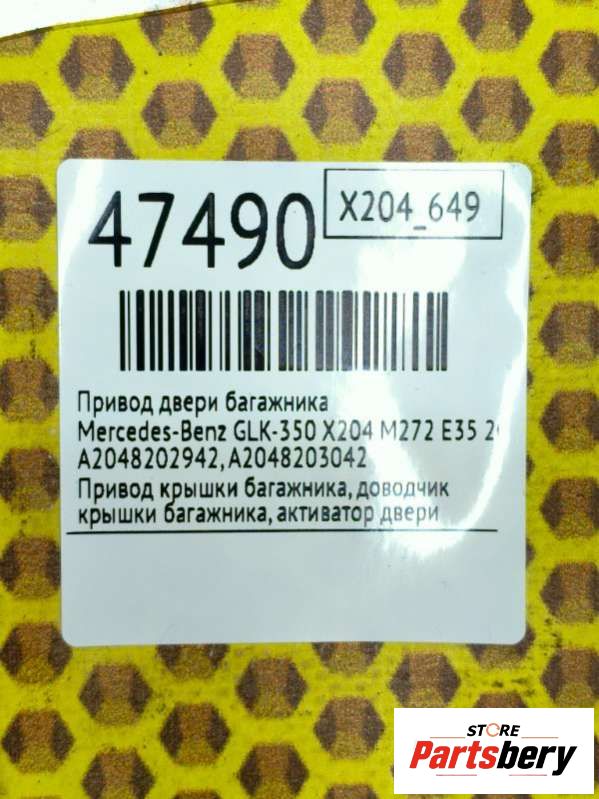 47490
X204_649
Привод двери багажника
Mercedes-Benz GLK-350 X204 M272 E35
A2048202942, A2048203042
Привод крышки багажника, доводчик
крышки багажника, активатор двери
STORE
Partsbery